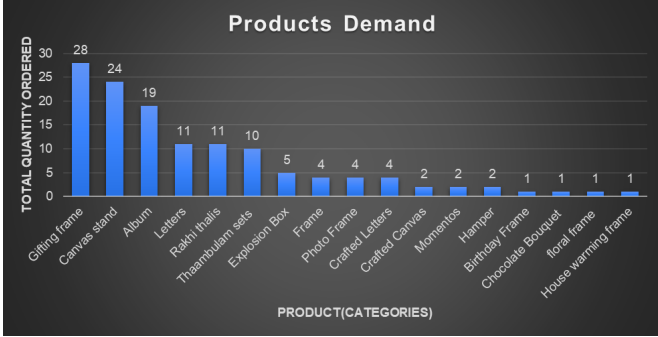 Products Demand
TOTAL QUANTITY ORDERED
30
25
20
15
10
5
0
28
24
19
11
11
10
5
4
4
4
2
2
2
1
1
1
1
Gifting frame
Canvas stand
Album
Letters
Rakhi thalis
Thaambulam sets
Explosion Box
Frame
Photo Frame
Crafted Letters
Crafted Canvas
Momentos
Hamper
Birthday Frame
Chocolate Bouquet
floral frame
House warming frame
PRODUCT(CATEGORIES)